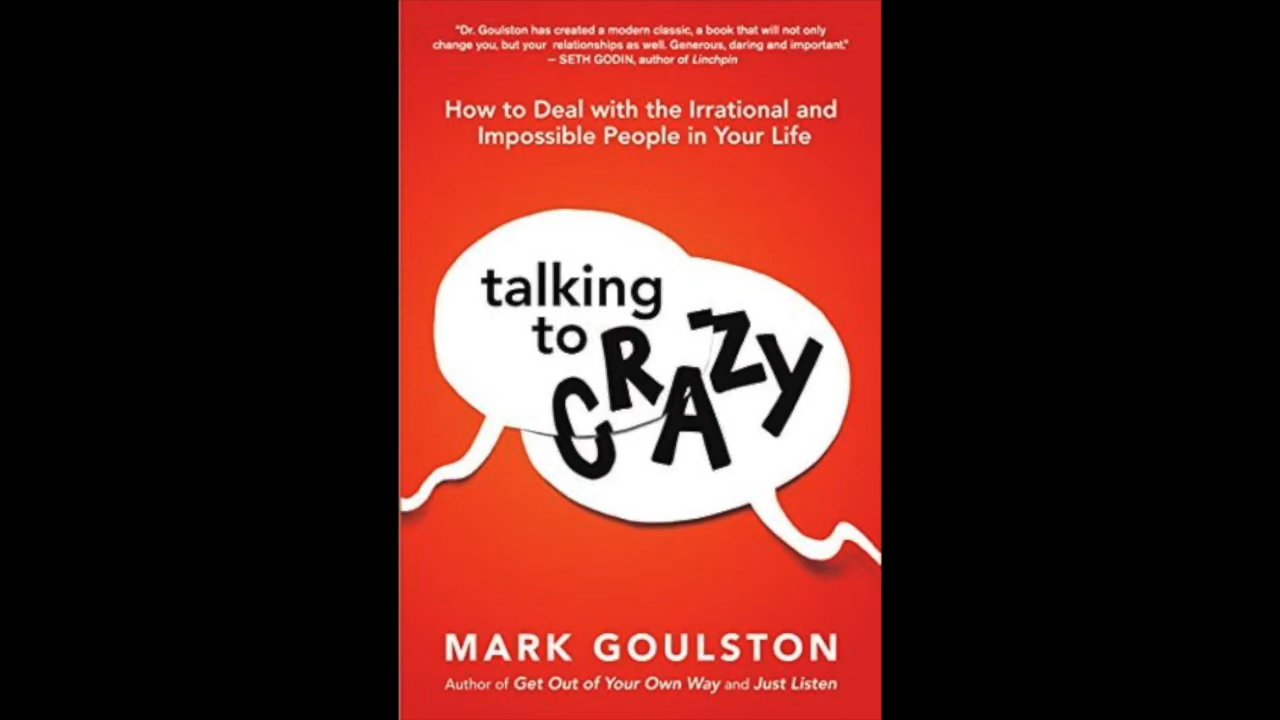 "Dr. Goulston has created a modern classic, a book that will not only
change you, but your relationships as well. Generous, daring and important."
— SETH GODIN, author of Linchpin
How to Deal with the Irrational and
Impossible People in Your Life
talking
to CRAZY
MARK GOULSTON
Author of Get Out of Your Own Way and Just Listen